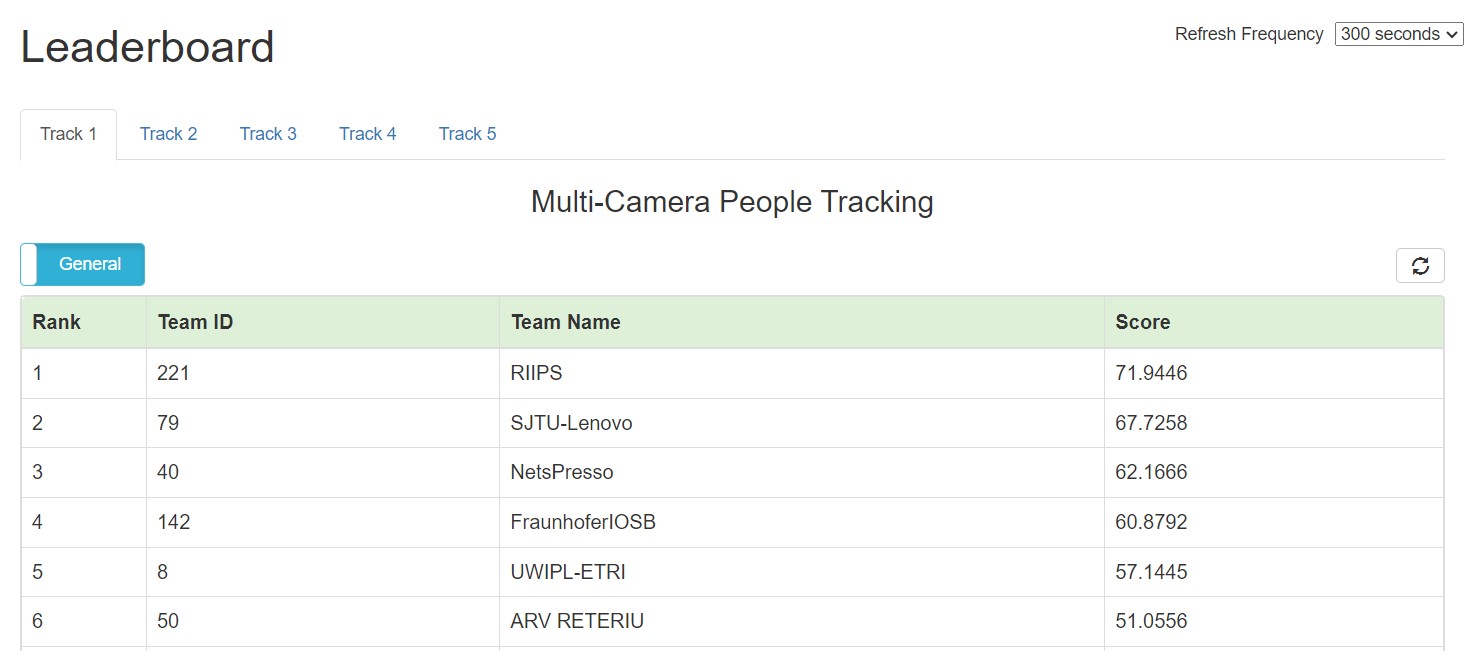 Leaderboard
Refresh Frequency 300 seconds
Track 1 Track 2 Track 3 Track 4 Track 5
Multi-Camera People Tracking
General
Rank Team ID Team Name Score
1 221 RIIPS 71.9446
2 79 SJTU-Lenovo 67.7258
3 40 NetsPresso 62.1666
4 142 FraunhoferIOSB 60.8792
5 8 UWIPL-ETRI 57.1445
6 50 ARV RETERIU 51.0556